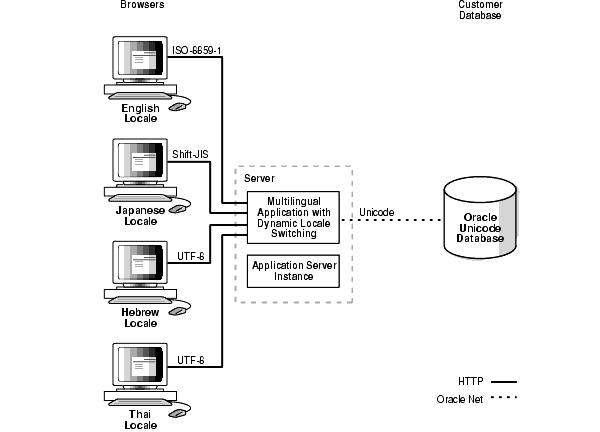 Browsers
Customer
Database
ISO-8859-1
English
Locale
Shift-JIS
Japanese
Locale
Server
Multilingual
Application with
Dynamic Locale
Switching
Unicode
Oracle
Unicode
Database
Application Server
Instance
UTF-8
Hebrew
Locale
UTF-8
Thai
Locale
HTTP
Oracle Net